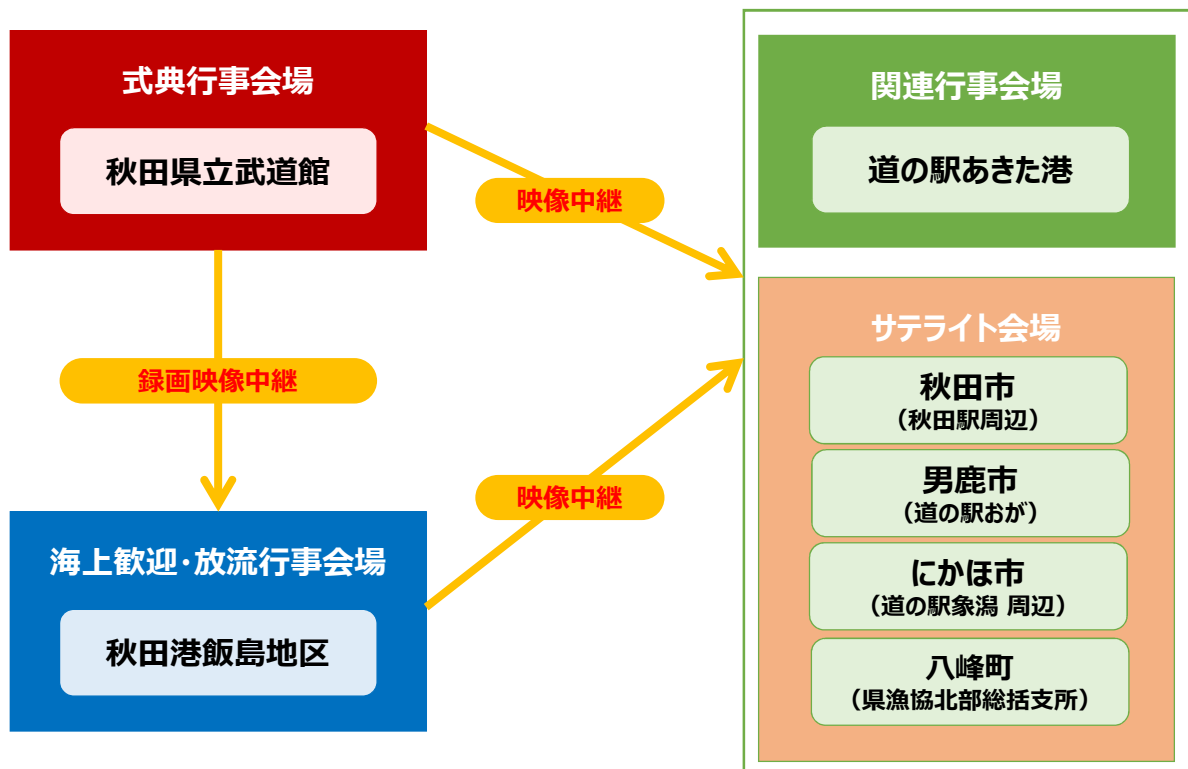 式典行事会場
秋田県立武道館
映像中継
録画映像中継
海上歓迎・放流行事会場
秋田港飯島地区
映像中継
関連行事会場
道の駅あきた港
サテライト会場
秋田市
（秋田駅周辺）
男鹿市
（道の駅おが）
にかほ市
（道の駅象潟 周辺）
八峰町
（県漁協北部総括支所）